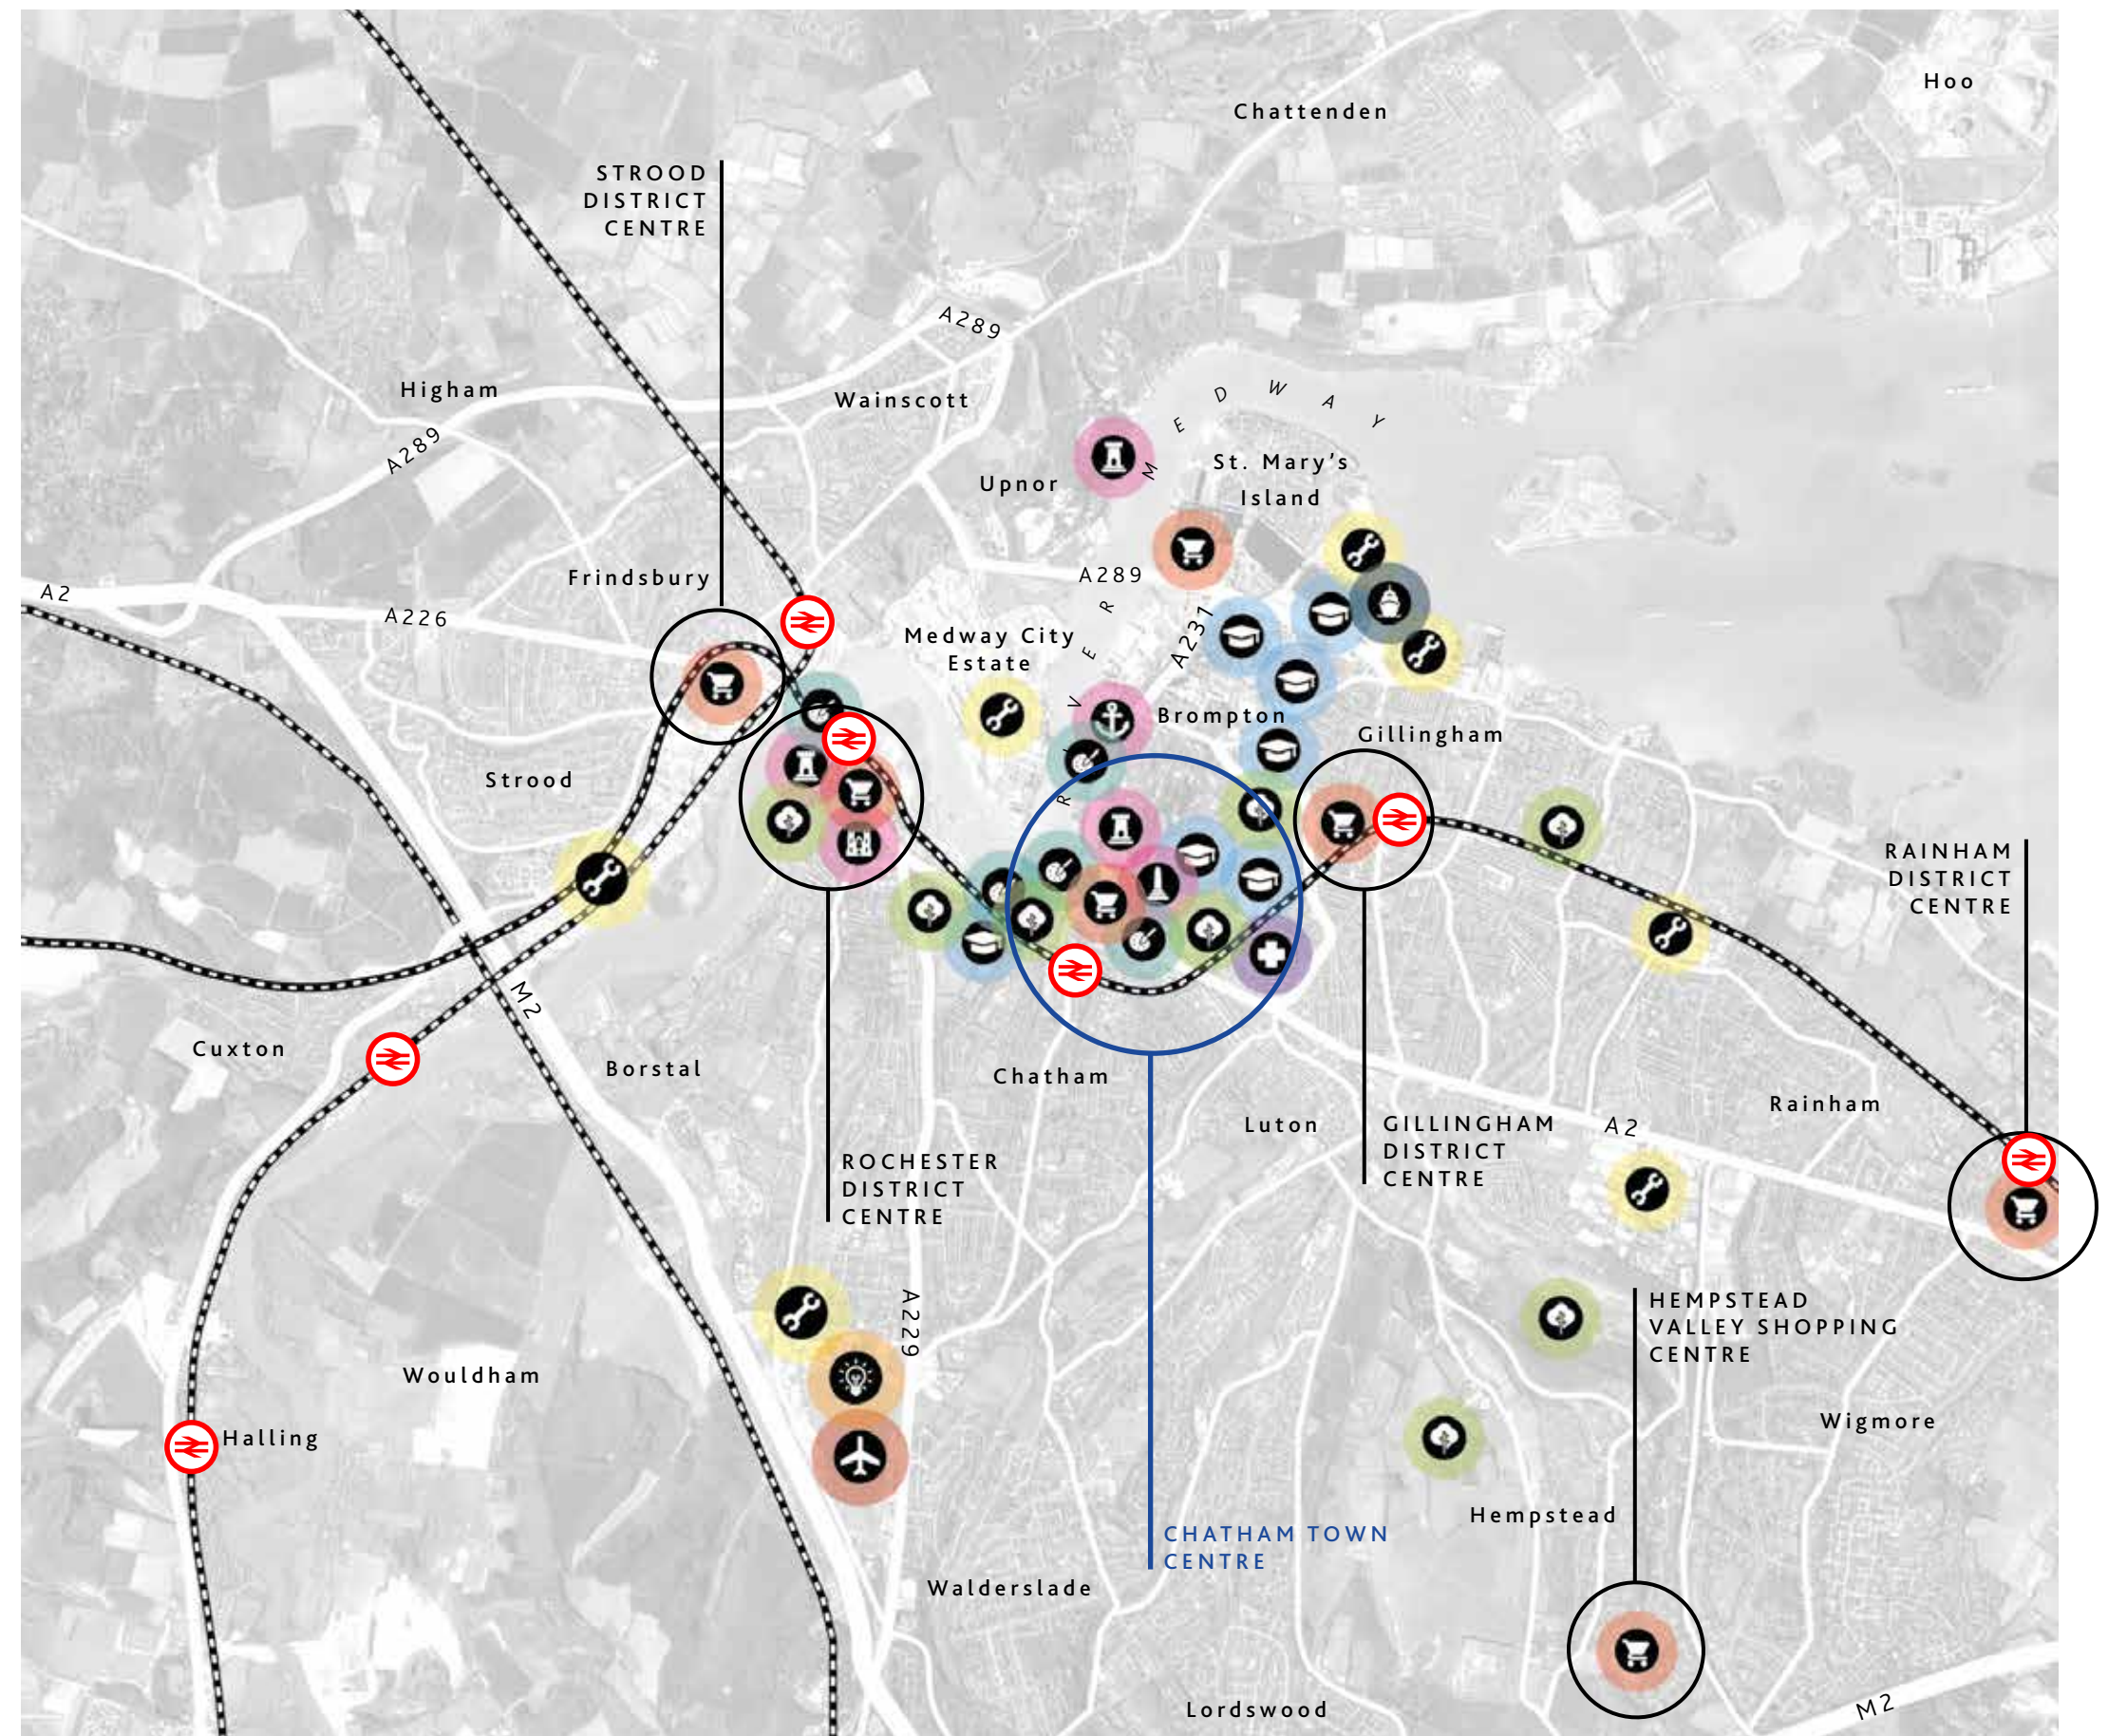 Hoo
Chattenden
STROOD
DISTRICT
CENTRE
A289
Higham
Wainscott
A289
MEDWAY
St. Mary's
Island
Upnor
A2
Frindsbury
A289
A226
RIVER
A231
Medway City
Estate
Brompton
Gillingham
Strood
RAINHAM
DISTRICT
CENTRE
M2
Cuxton
Borstal
Chatham
Luton
Rainham
A2
GILLINGHAM
DISTRICT
CENTRE
ROCHESTER
DISTRICT
CENTRE
A229
HEMPSTEAD
VALLEY SHOPPING
CENTRE
Wouldham
Wigmore
Halling
Hempstead
CHATHAM TOWN
CENTRE
Walderslade
Lordswood
M2